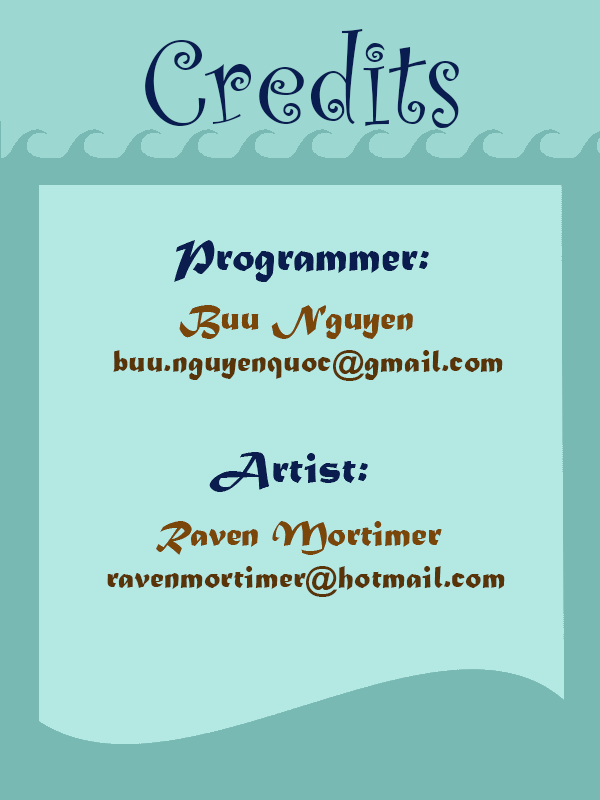 Credits
Programmer:
Buu Nguyen
buu.nguyenquoc@gmail.com
Artist:
Raven Mortimer
ravenmortimer@hotmail.com